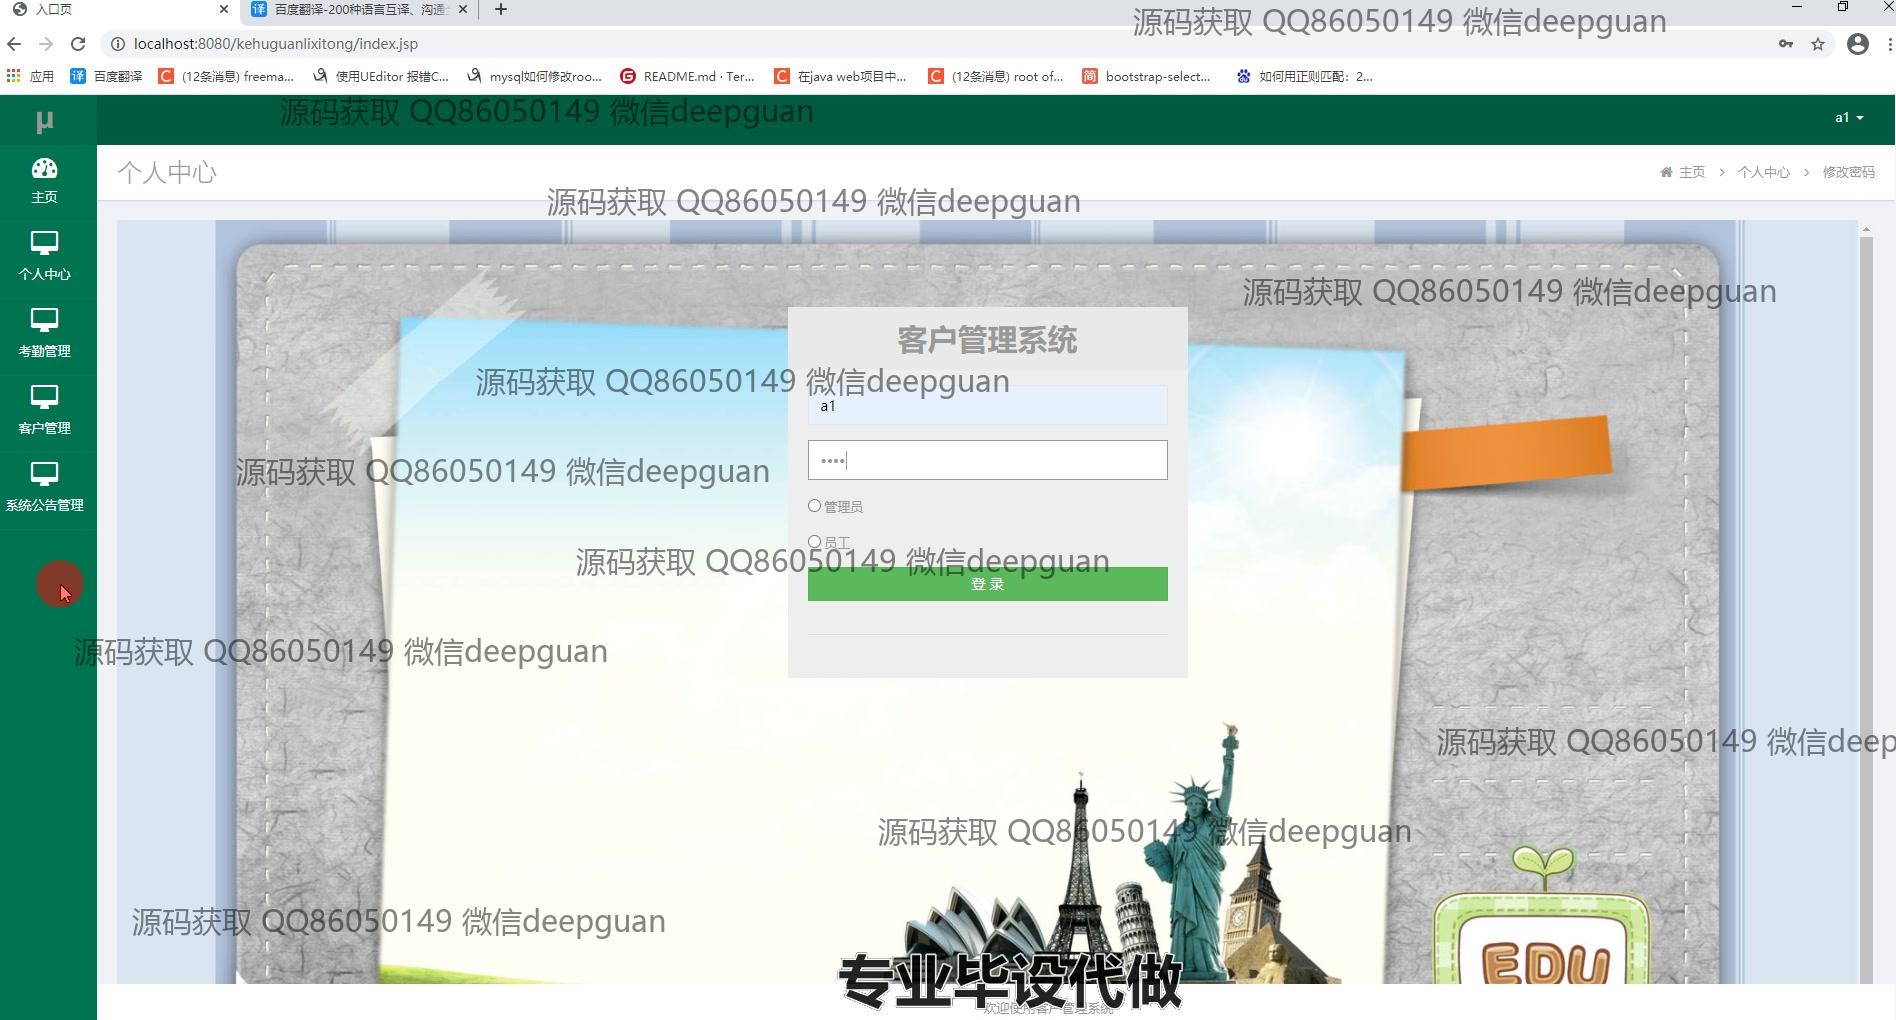 入口页
百度翻译-200种语言互译、沟通全
源码获取 QQ86050149 微信deepguan
localhost:8080/kehuguanlixitong/index.jsp
应用
百度翻译
(12条消息) freema...
使用UEditor 报错C...
mysql如何修改roo...
README.md · Ter...
在java web项目中...
(12条消息) root of...
bootstrap-select...
如何用正则匹配：2...
源码获取 QQ86050149 微信deepguan
µ
a1
主页
个人中心
主页 > 个人中心 > 修改密码
源码获取 QQ86050149 微信deepguan
个人中心
源码获取 QQ86050149 微信deepguan
考勤管理
客户管理系统
源码获取 QQ86050149 微信deepguan
a1
客户管理
源码获取 QQ86050149 微信deepguan
系统公告管理
管理员
员工
源码获取 QQ86050149 微信deepguan
登 录
源码获取 QQ86050149 微信deepguan
源码获取 QQ86050149 微信deep
源码获取 QQ86050149 微信deepguan
源码获取 QQ86050149 微信deepguan
EDU
专业毕设代做
欢迎使用客户管理系统